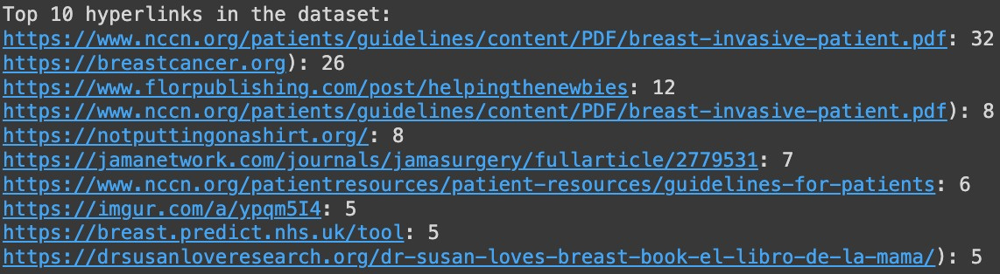 Top 10 hyperlinks in the dataset:
https://www.nccn.org/patients/guidelines/content/PDF/breast-invasive-patient.pdf: 32
https://breastcancer.org): 26
https://www.florpublishing.com/post/helpingthenewbies: 12
https://www.nccn.org/patients/guidelines/content/PDF/breast-invasive-patient.pdf): 8
https://notputtingonashirt.org/: 8
https://jamanetwork.com/journals/jamasurgery/fullarticle/2779531: 7
https://www.nccn.org/patientresources/patient-resources/guidelines-for-patients: 6
https://imgur.com/a/ypqm5I4: 5
https://breast.predict.nhs.uk/tool: 5
https://drsusanloveresearch.org/dr-susan-loves-breast-book-el-libro-de-la-mama/): 5